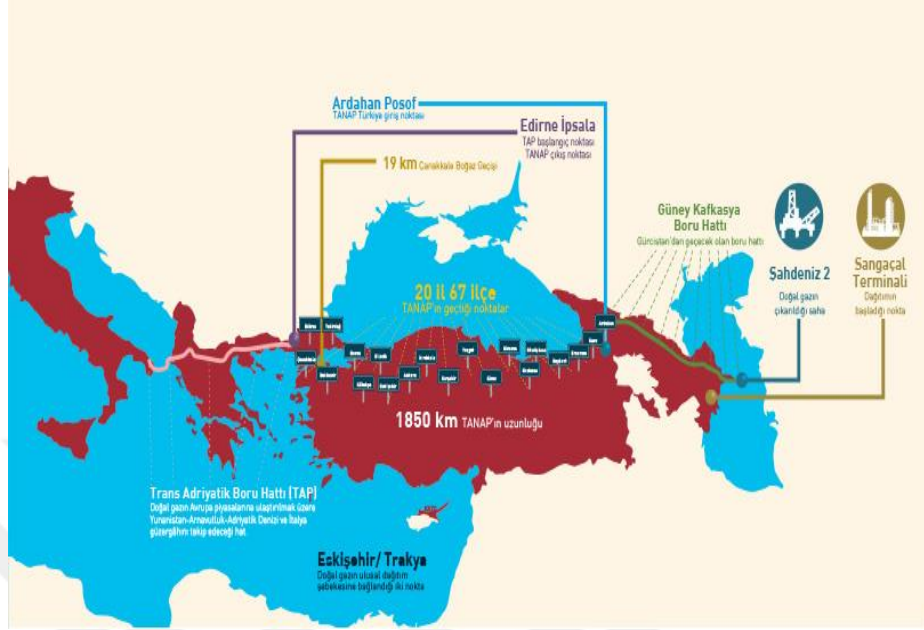 Ardahan Posof
TANAP Türkiye giriş noktası
Edirne İpsala
TAP başlangıç noktası
TANAP çıkış noktası
19 km Çanakkale Boğaz Geçişi
Güney Kafkasya
Boru Hattı
Gürcistan'dan geçecek olan boru hattı
Şahdeniz 2
Doğal gazın
çıkarıldığı saha
Sangaçal
Terminali
Dağıtımın
başladığı nokta
20 il 67 ilçe
TANAP'ın geçtiği noktalar
1850 km TANAP'ın uzunluğu
Trans Adriyatik Boru Hattı (TAP)
Doğal gazın Avrupa piyasalarına ulaştırılmak üzere
Yunanistan-Arnavutluk-Adriyatik Denizi ve İtalya
güzergâhını takip edeceği hat.
Eskişehir/ Trakya
Doğal gazın ulusal dağıtım
şebekesine bağlandığı iki nokta